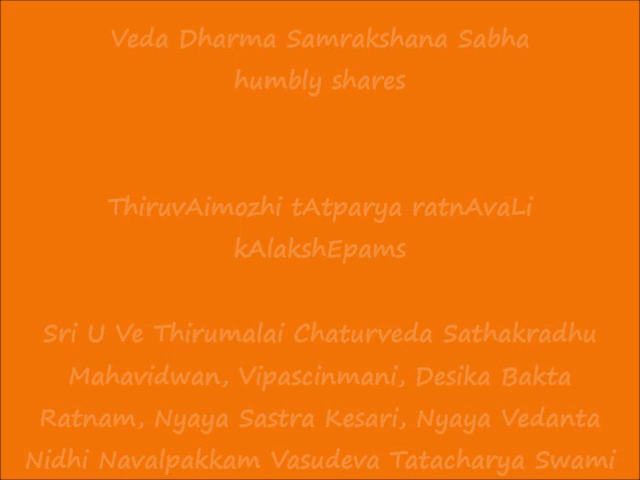 Veda Dharma Samrakshana Sabha
humbly shares
ThiruvAimozhi tAtparya ratnAvaLi
kAlakshEpams
Sri U Ve Thirumalai Chaturveda Sathakradhu
Mahavidwan, Vipascinmani, Desika Bakta
Ratnam, Nyaya Sastra Kesari, Nyaya Vedanta
Nidhi Navalpakkam Vasudeva Tatacharya Swami